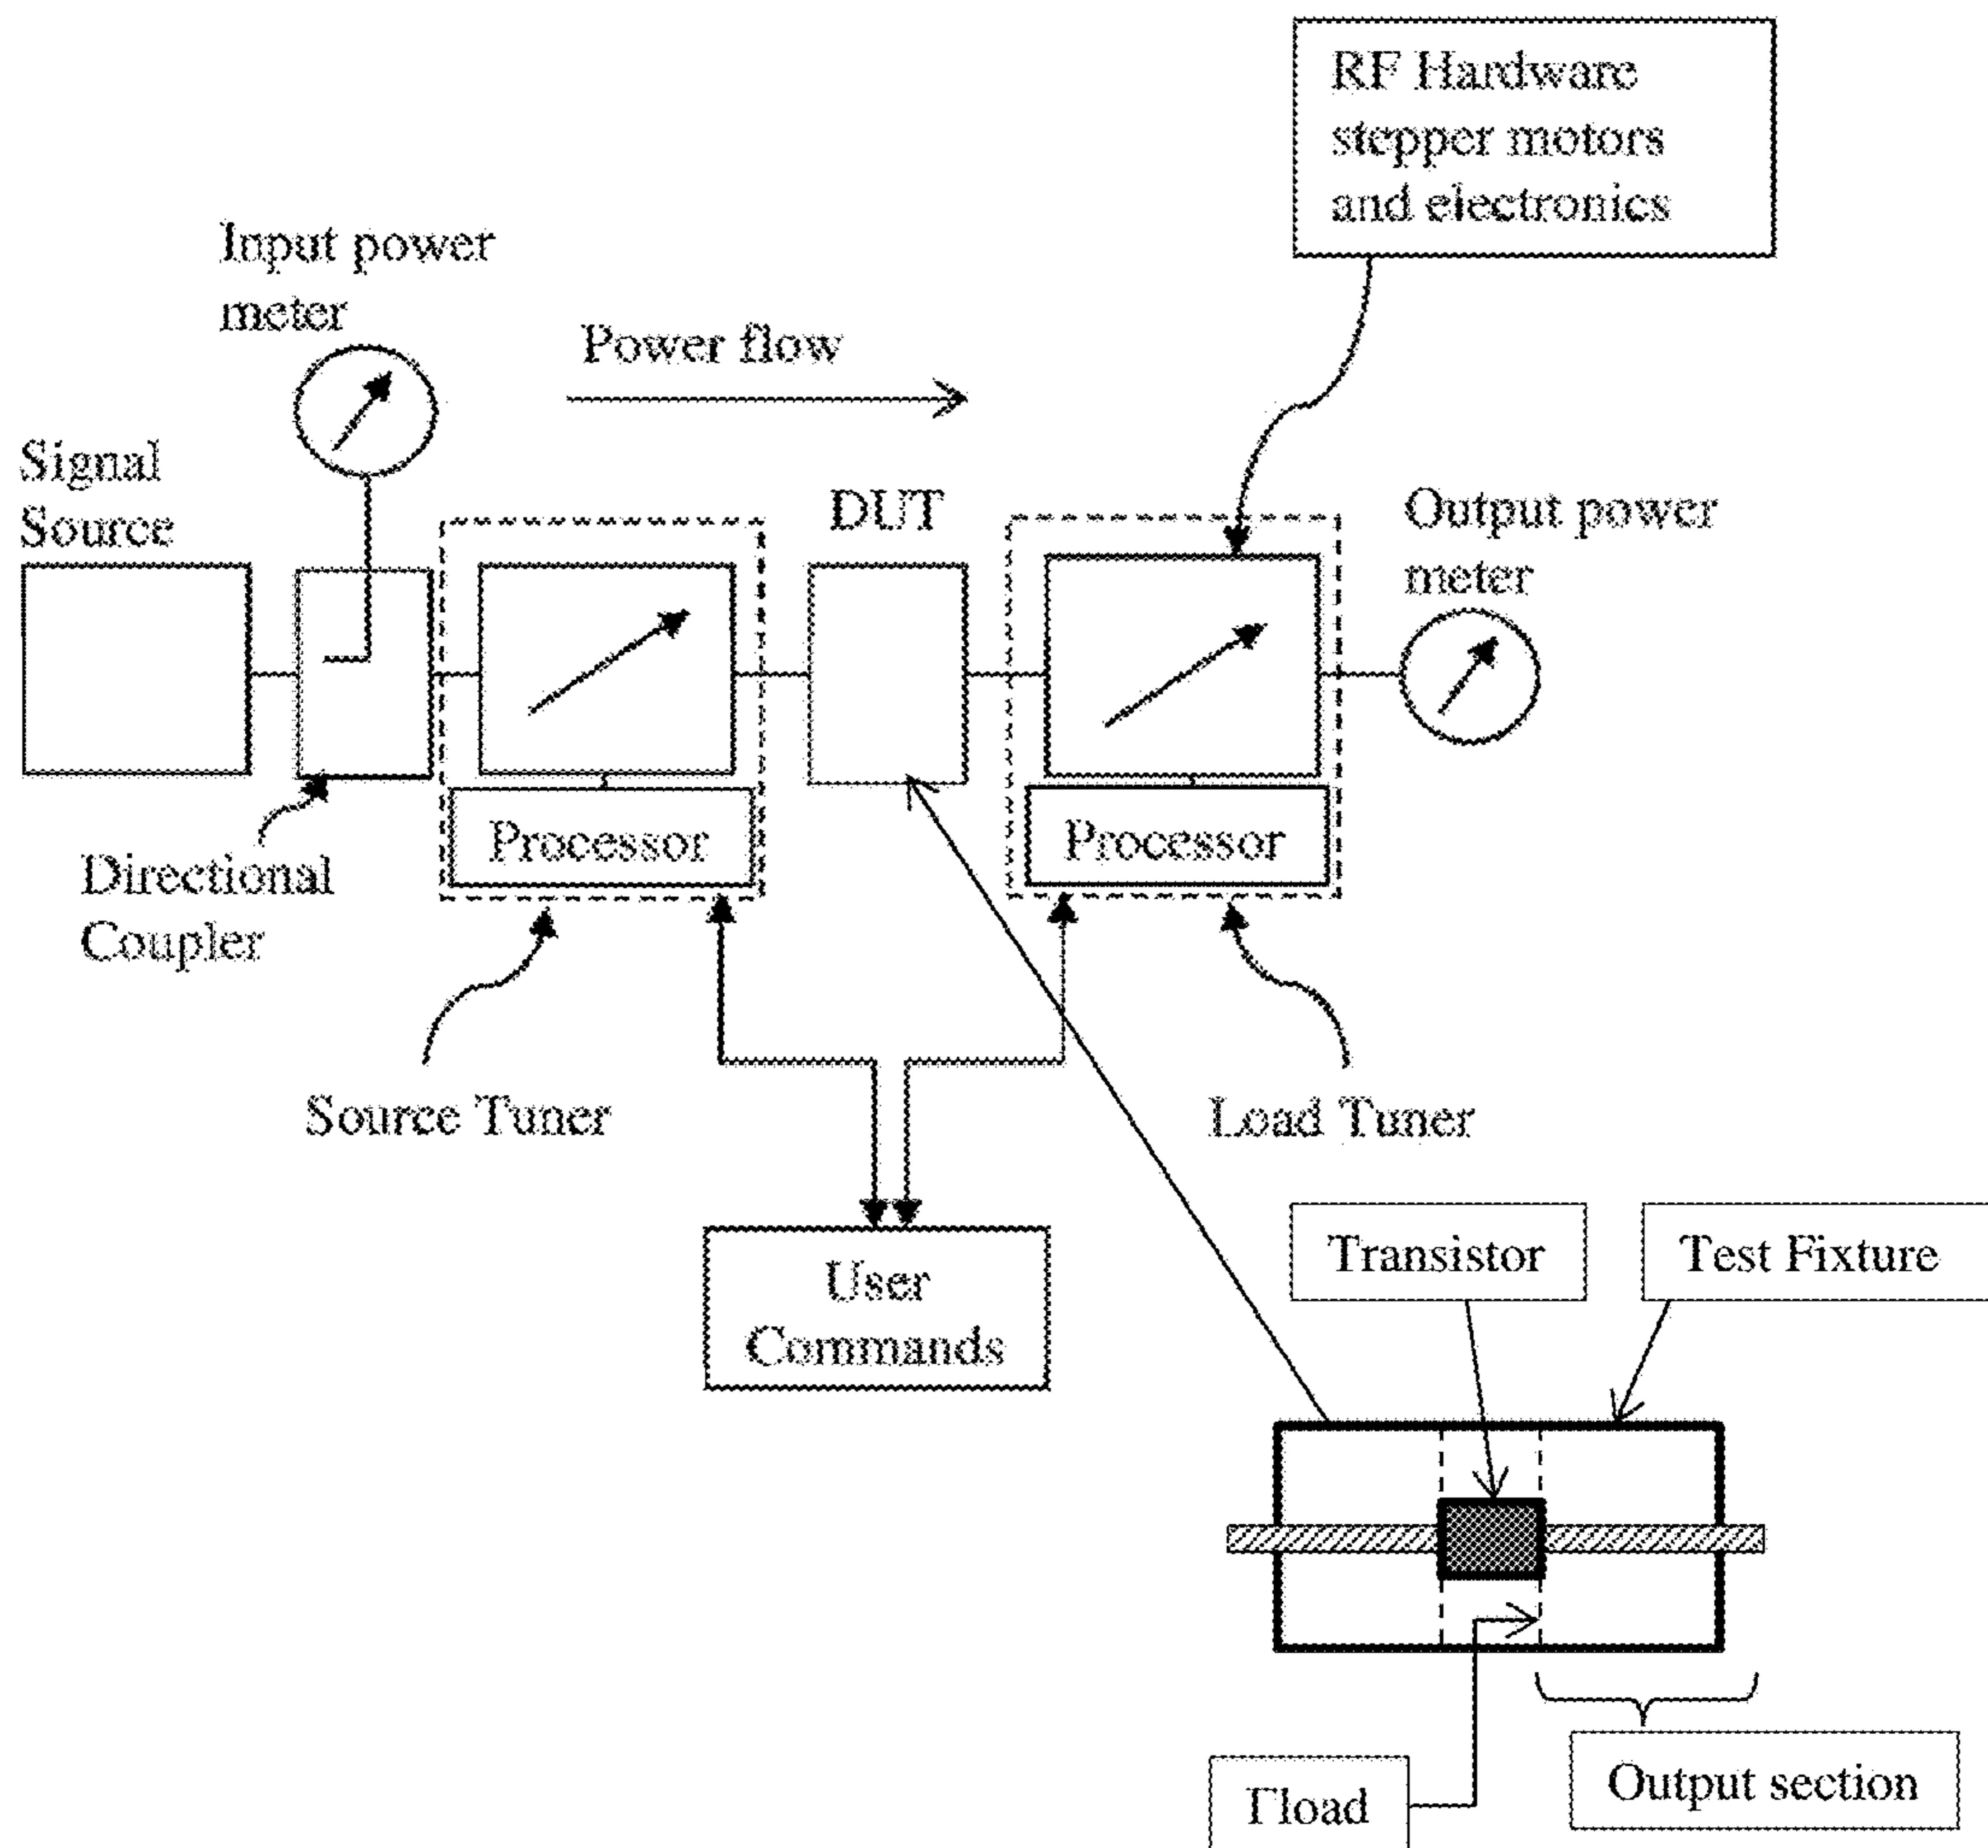 RF Hardware
stepper motors
and electronics
Input power
meter
Power flow
Signal
Source
DUT
Output power
meter
Processor
Processor
Directional
Coupler
Source Tuner
Load Tuner
User
Commands
Transistor
Test Fixture
Output section
Γload